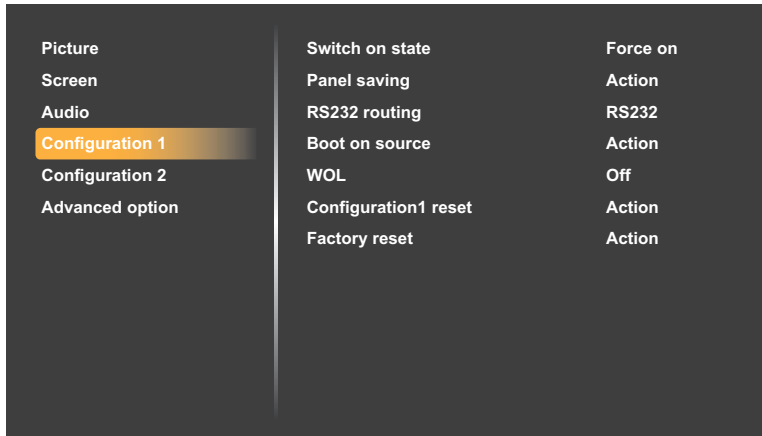 Picture
Screen
Audio
Configuration 1
Configuration 2
Advanced option
Switch on state Force on
Panel saving Action
RS232 routing RS232
Boot on source Action
WOL Off
Configuration1 reset Action
Factory reset Action